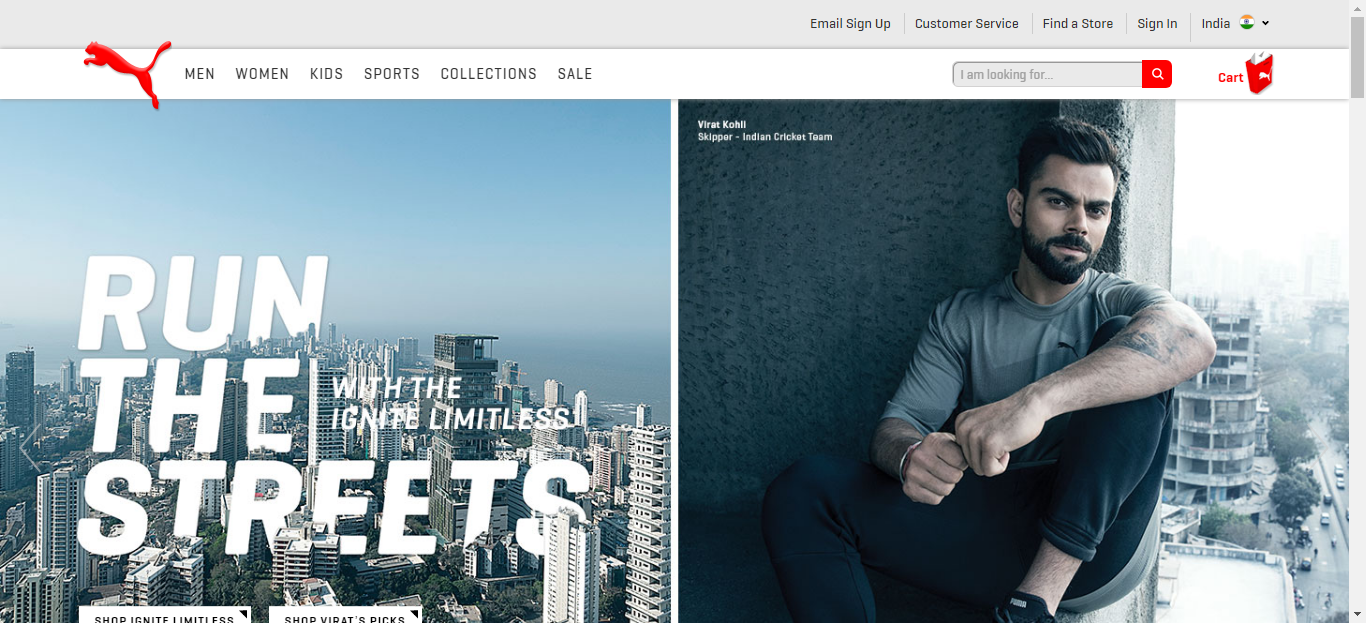 Email Sign Up
Customer Service
Find a Store
Sign In
India
MEN
WOMEN
KIDS
SPORTS
COLLECTIONS
SALE
I am looking for...
Cart
Virat Kohli
Skipper - Indian Cricket Team
RUN
THE
STREETS
WITH THE
IGNITE LIMITLESS!
SHOP IGNITE LIMITLESS
SHOP VIRAT'S PICKS
PUMA